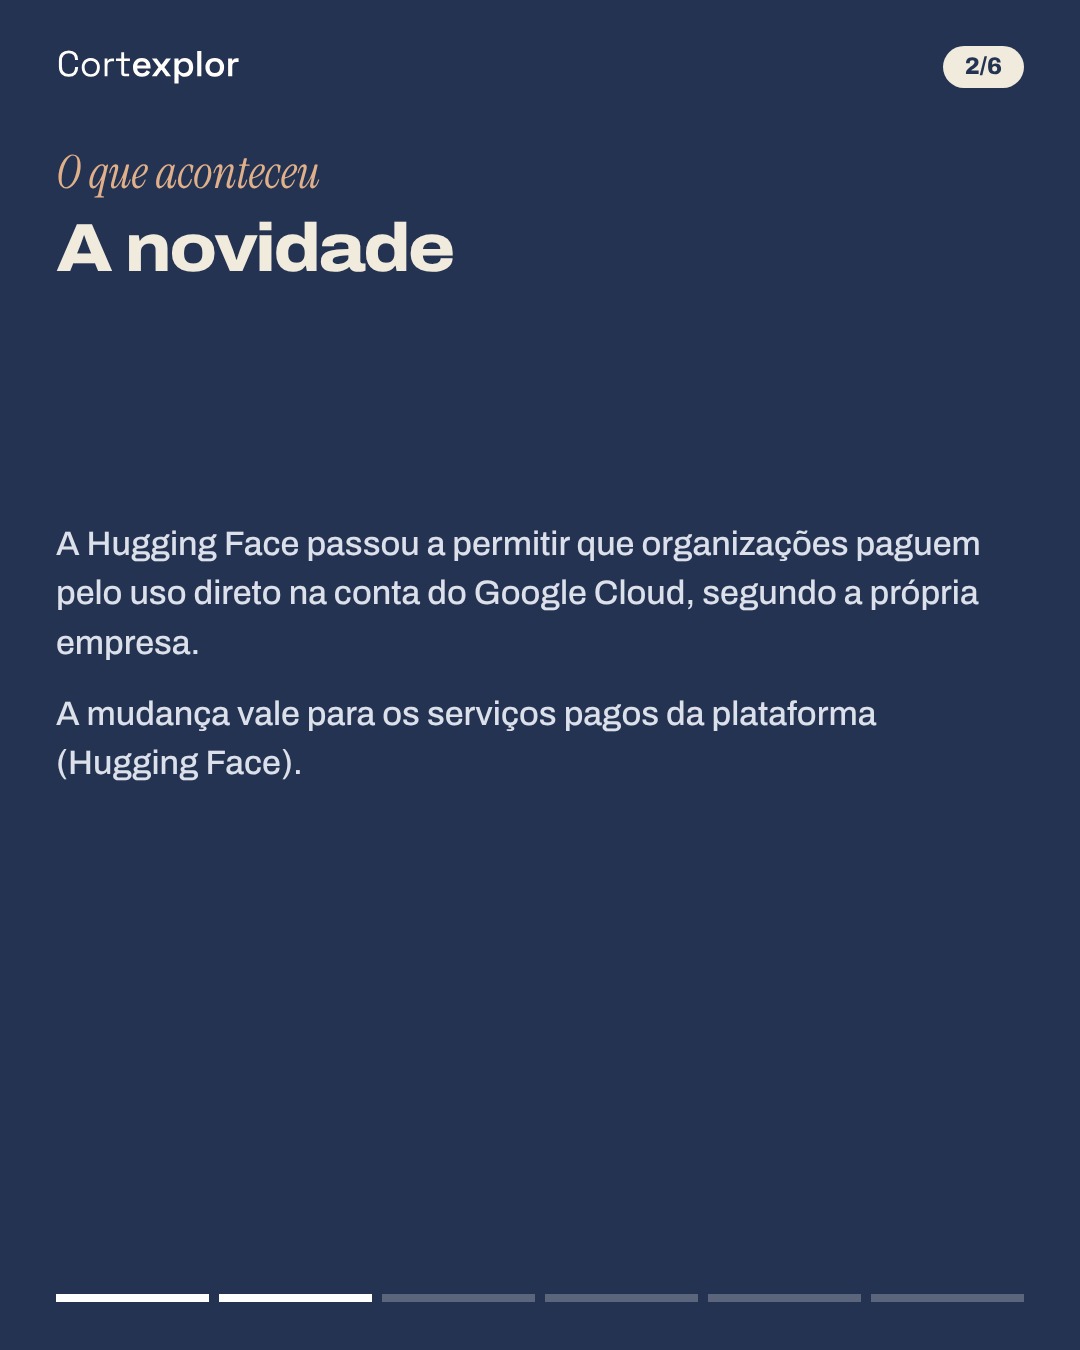 Cortexplor
2/6
O que aconteceu
A novidade
A Hugging Face passou a permitir que organizações paguem
pelo uso direto na conta do Google Cloud, segundo a própria
empresa.
A mudança vale para os serviços pagos da plataforma
(Hugging Face).